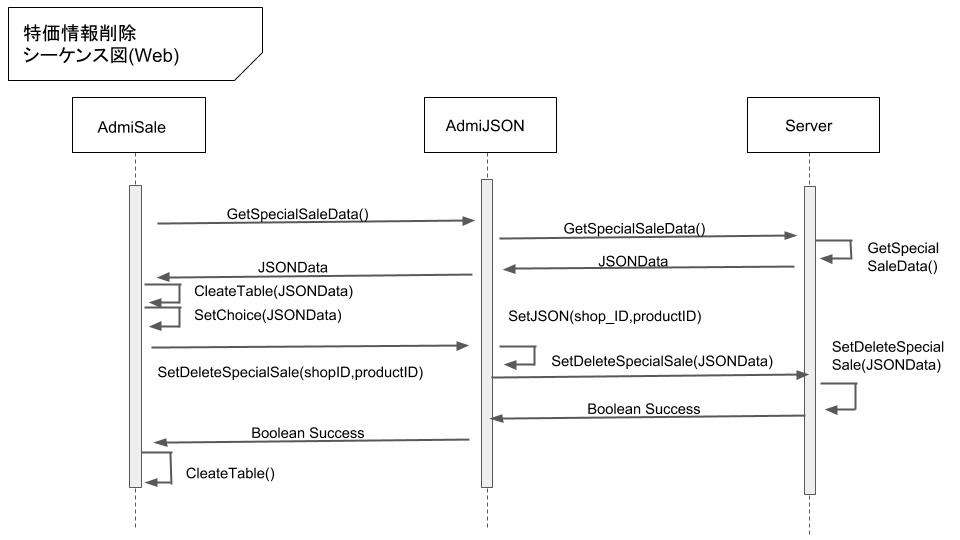 特価情報削除
シーケンス図(Web)
AdmiSale
AdmiJSON
Server
GetSpecialSaleData()
GetSpecialSaleData()
GetSpecial
SaleData()
JSONData
JSONData
CleateTable(JSONData)
SetChoice(JSONData)
SetJSON(shop_ID,productID)
SetDeleteSpecial
Sale(JSONData)
SetDeleteSpecialSale(JSONData)
SetDeleteSpecialSale(shopID,productID)
Boolean Success
Boolean Success
CleateTable()